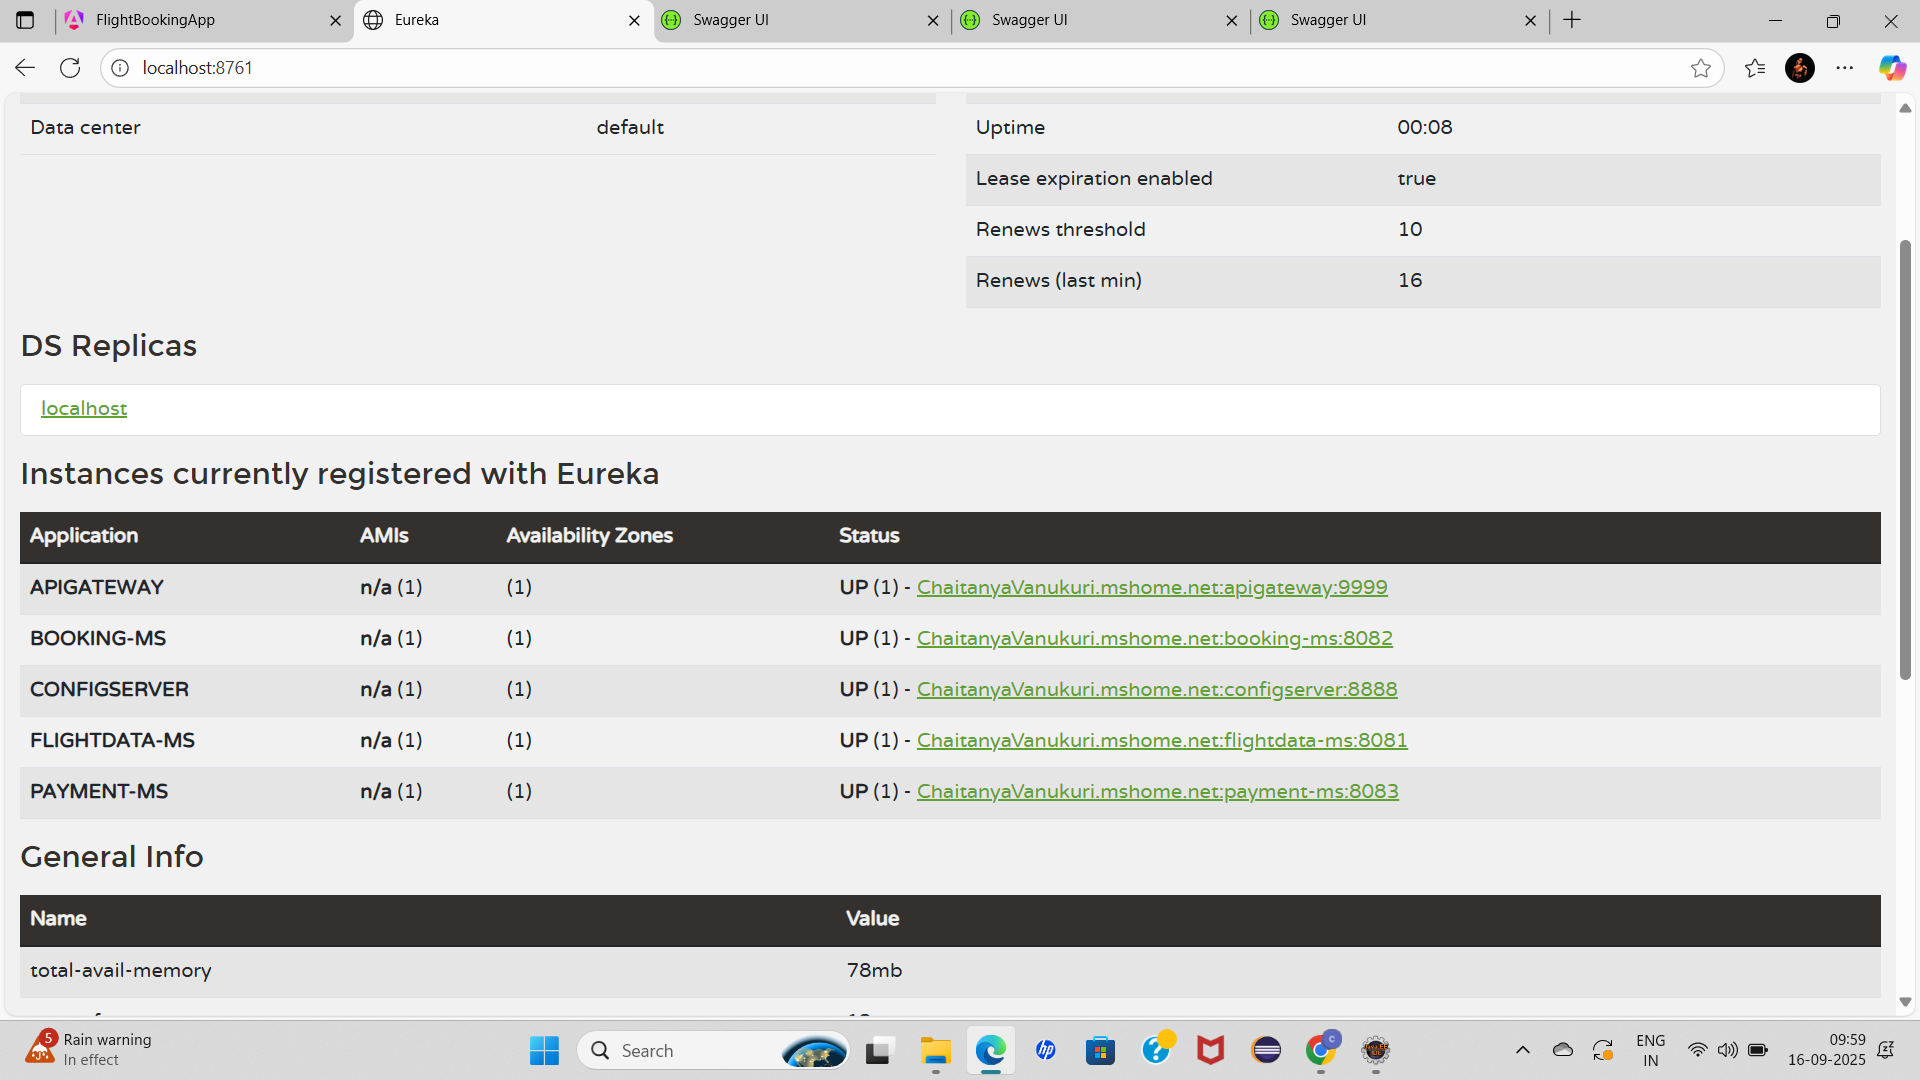 FlightBookingApp
Eureka
Swagger UI
Swagger UI
Swagger UI
localhost:8761
Data center default
Uptime 00:08
Lease expiration enabled true
Renews threshold 10
Renews (last min) 16
DS Replicas
localhost
Instances currently registered with Eureka
Application AMIs Availability Zones Status
APIGATEWAY n/a (1) (1) UP (1) - ChaitanyaVanukuri.mshome.net:apigateway:9999
BOOKING-MS n/a (1) (1) UP (1) - ChaitanyaVanukuri.mshome.net:booking-ms:8082
CONFIGSERVER n/a (1) (1) UP (1) - ChaitanyaVanukuri.mshome.net:configserver:8888
FLIGHTDATA-MS n/a (1) (1) UP (1) - ChaitanyaVanukuri.mshome.net:flightdata-ms:8081
PAYMENT-MS n/a (1) (1) UP (1) - ChaitanyaVanukuri.mshome.net:payment-ms:8083
General Info
Name Value
total-avail-memory 78mb
5
Rain warning
In effect
Search
hp
C
ENG
IN
09:59
16-09-2025